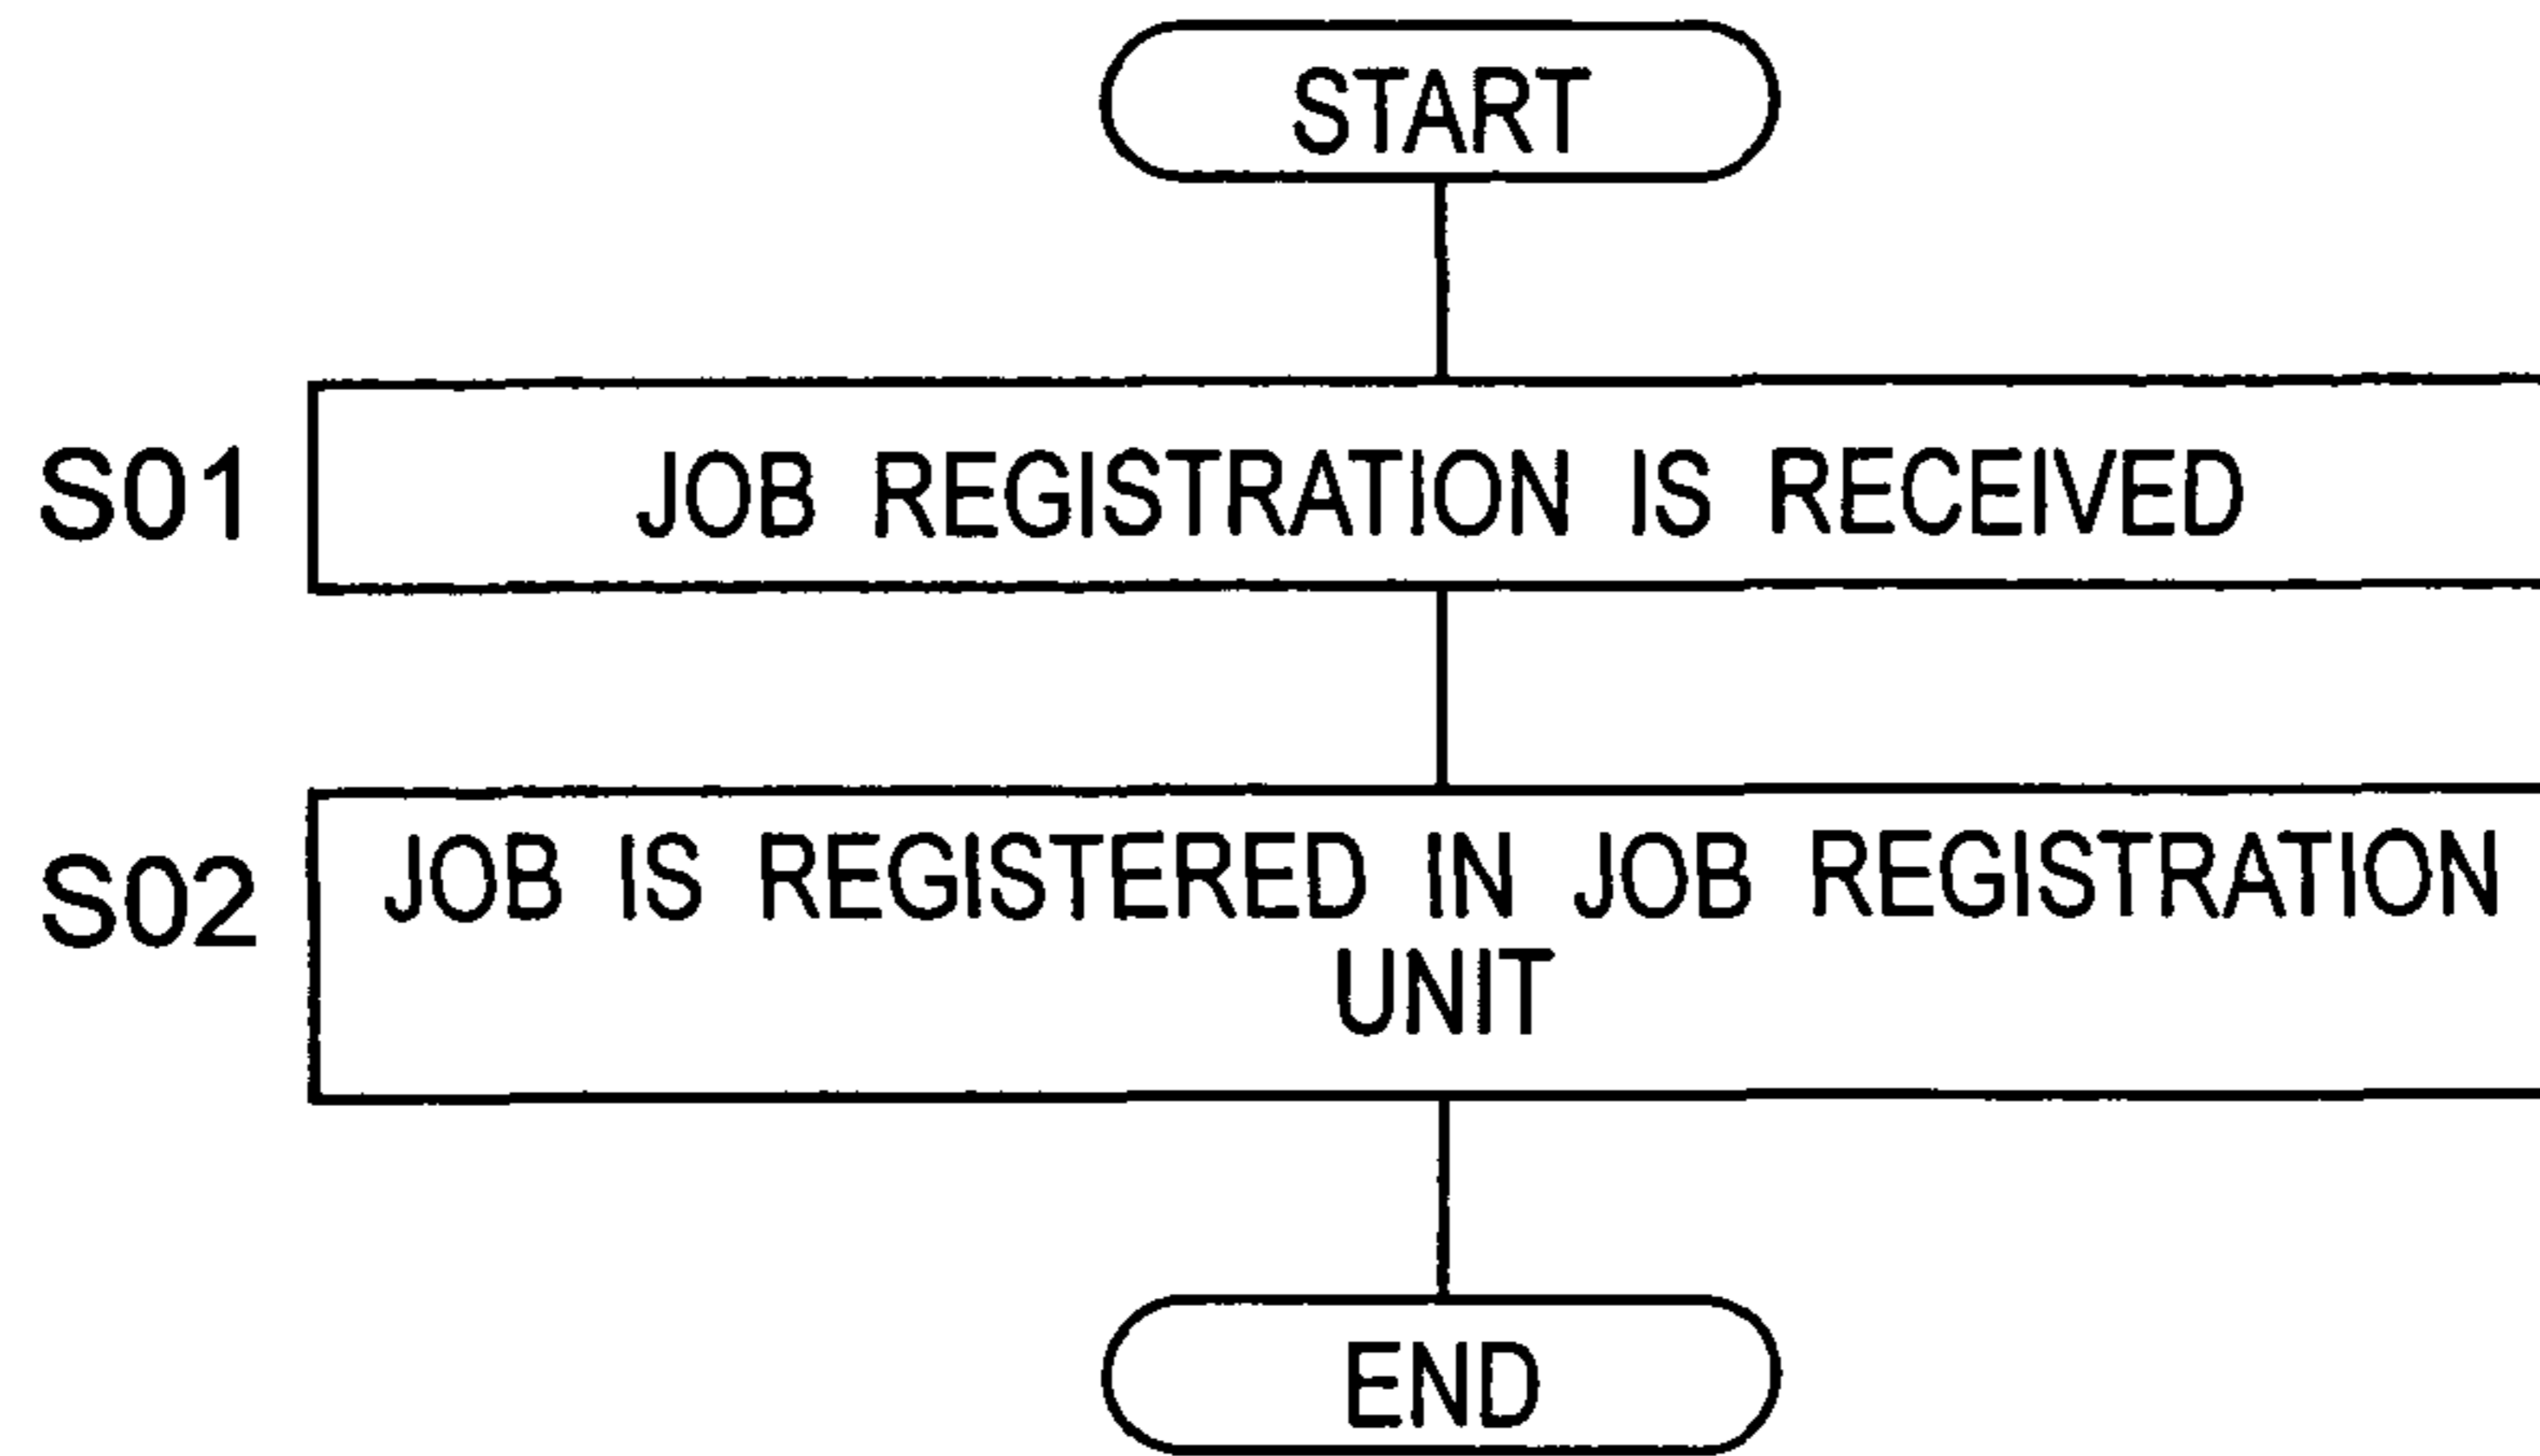 START
S01
JOB REGISTRATION IS RECEIVED
S02
JOB IS REGISTERED IN JOB REGISTRATION
UNIT
END